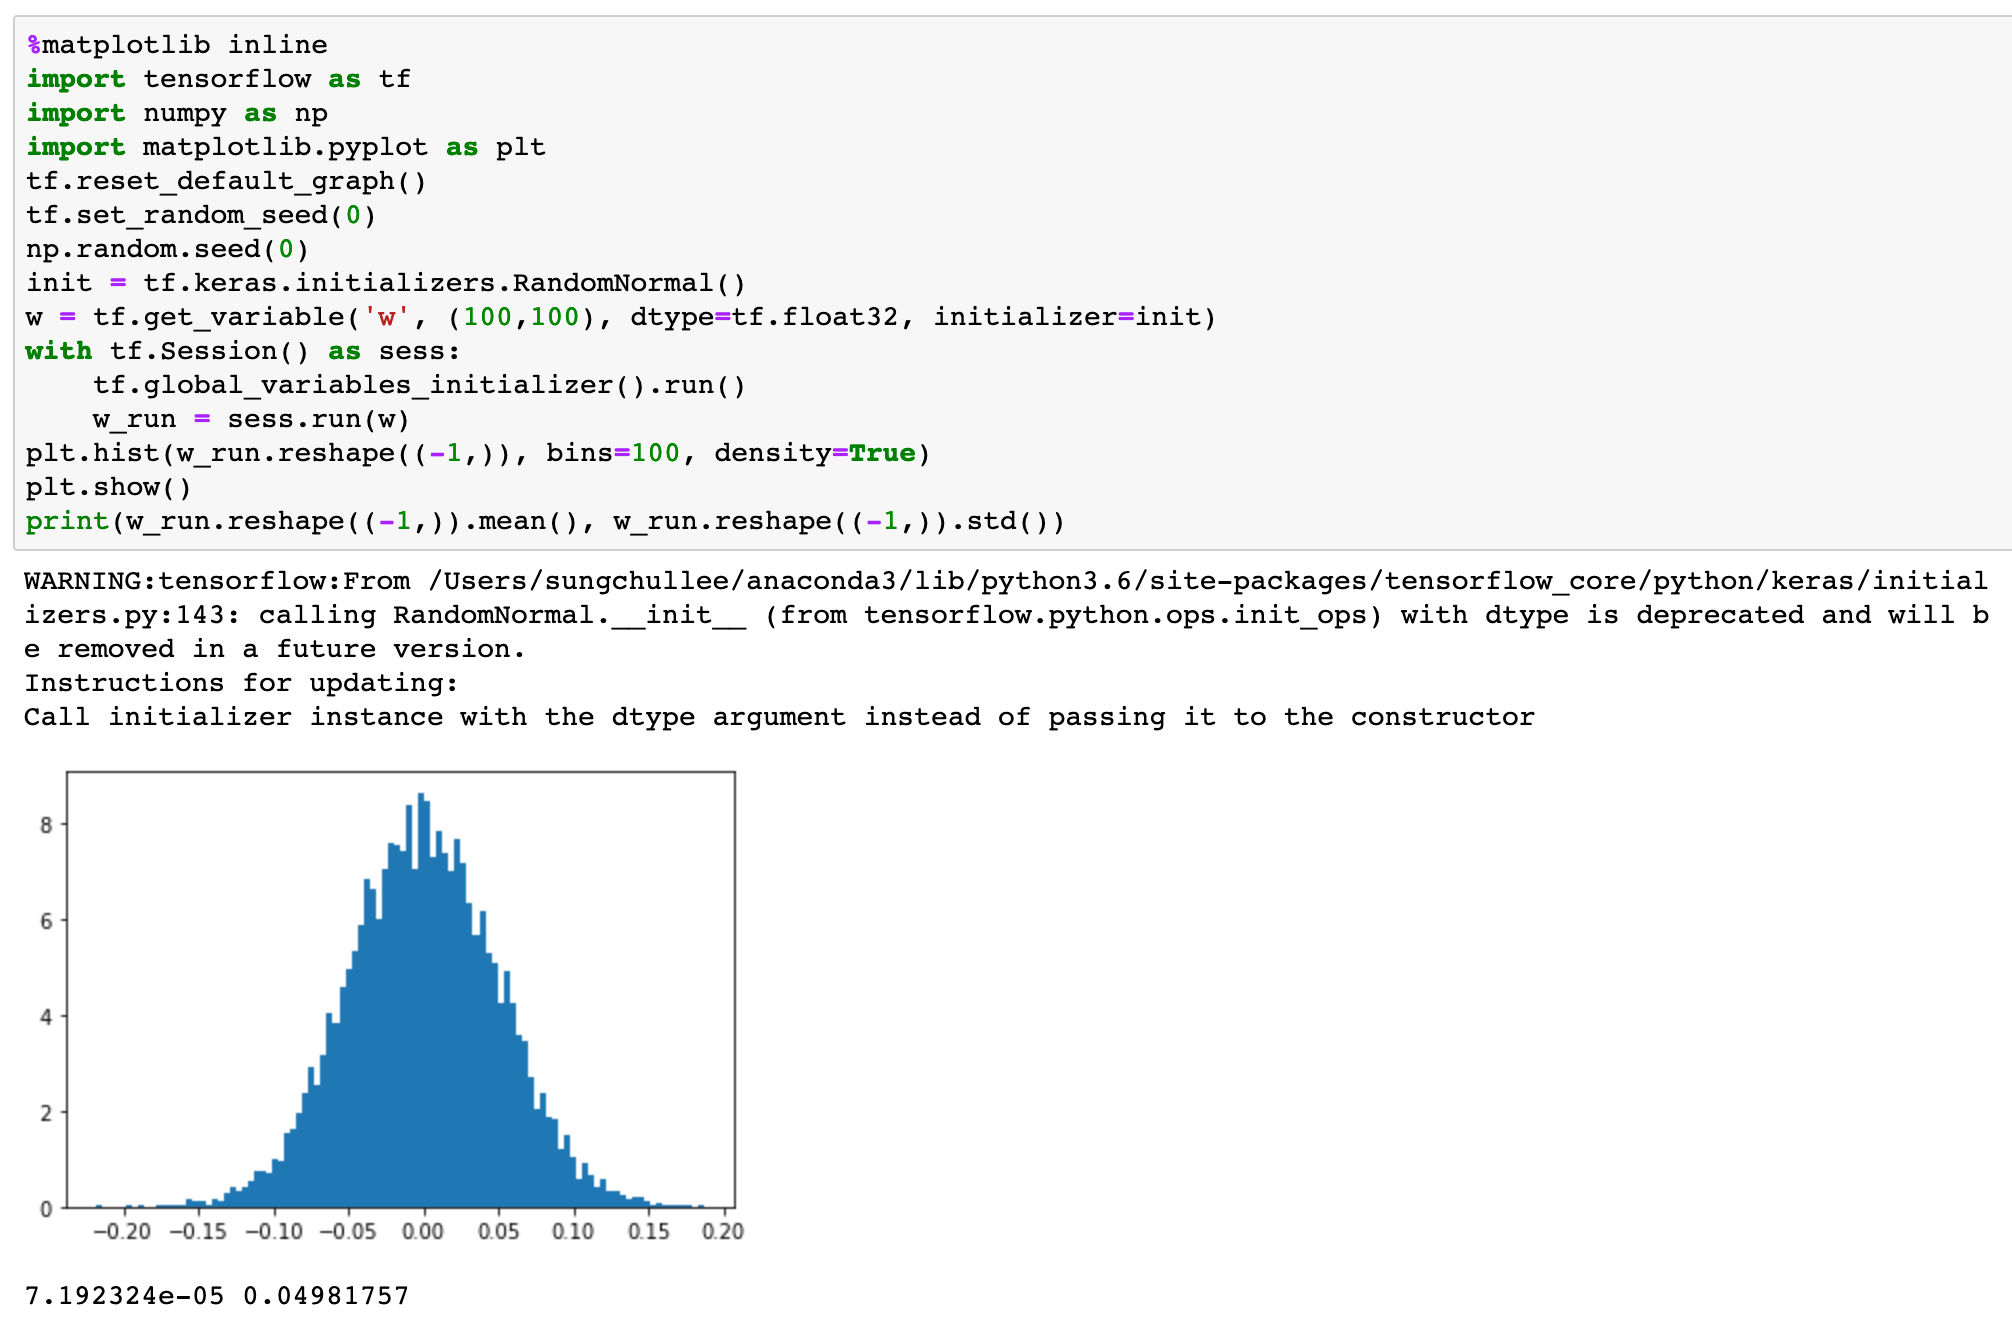 %matplotlib inline
import tensorflow as tf
import numpy as np
import matplotlib.pyplot as plt
tf.reset_default_graph()
tf.set_random_seed(0)
np.random.seed(0)
init = tf.keras.initializers.RandomNormal()
w = tf.get_variable('w', (100,100), dtype=tf.float32, initializer=init)
with tf.Session() as sess:
    tf.global_variables_initializer().run()
    w_run = sess.run(w)
plt.hist(w_run.reshape((-1,)), bins=100, density=True)
plt.show()
print(w_run.reshape((-1,)).mean(), w_run.reshape((-1,)).std())
WARNING:tensorflow:From /Users/sungchullee/anaconda3/lib/python3.6/site-packages/tensorflow_core/python/keras/initial
izers.py:143: calling RandomNormal.__init__ (from tensorflow.python.ops.init_ops) with dtype is deprecated and will b
e removed in a future version.
Instructions for updating:
Call initializer instance with the dtype argument instead of passing it to the constructor
8
6
4
2
0
−0.20 −0.15 −0.10 −0.05 0.00 0.05 0.10 0.15 0.20
7.192324e-05 0.04981757